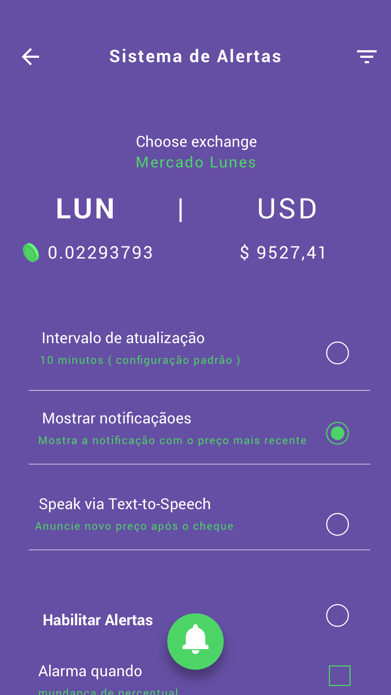 Sistema de Alertas
Choose exchange
Mercado Lunes
LUN | USD
0.02293793 $ 9527,41
Intervalo de atualização
10 minutos ( configuração padrão )
Mostrar notificaçãoes
Mostra a notificação com o preço mais recente
Speak via Text-to-Speech
Anuncie novo preço após o cheque
Habilitar Alertas
Alarma quando
mundança de percentual